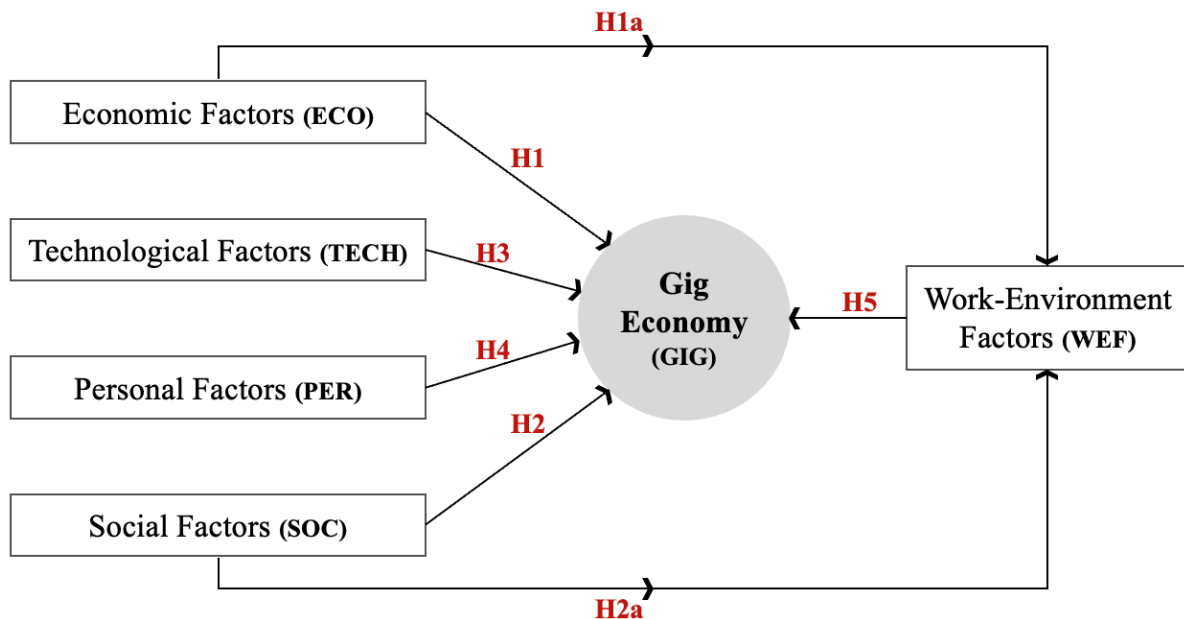 H1a
Economic Factors (ECO)
H1
Technological Factors (TECH)
H3
Gig
Economy
(GIG)
H5
Work-Environment
Factors (WEF)
H4
Personal Factors (PER)
H2
Social Factors (SOC)
H2a